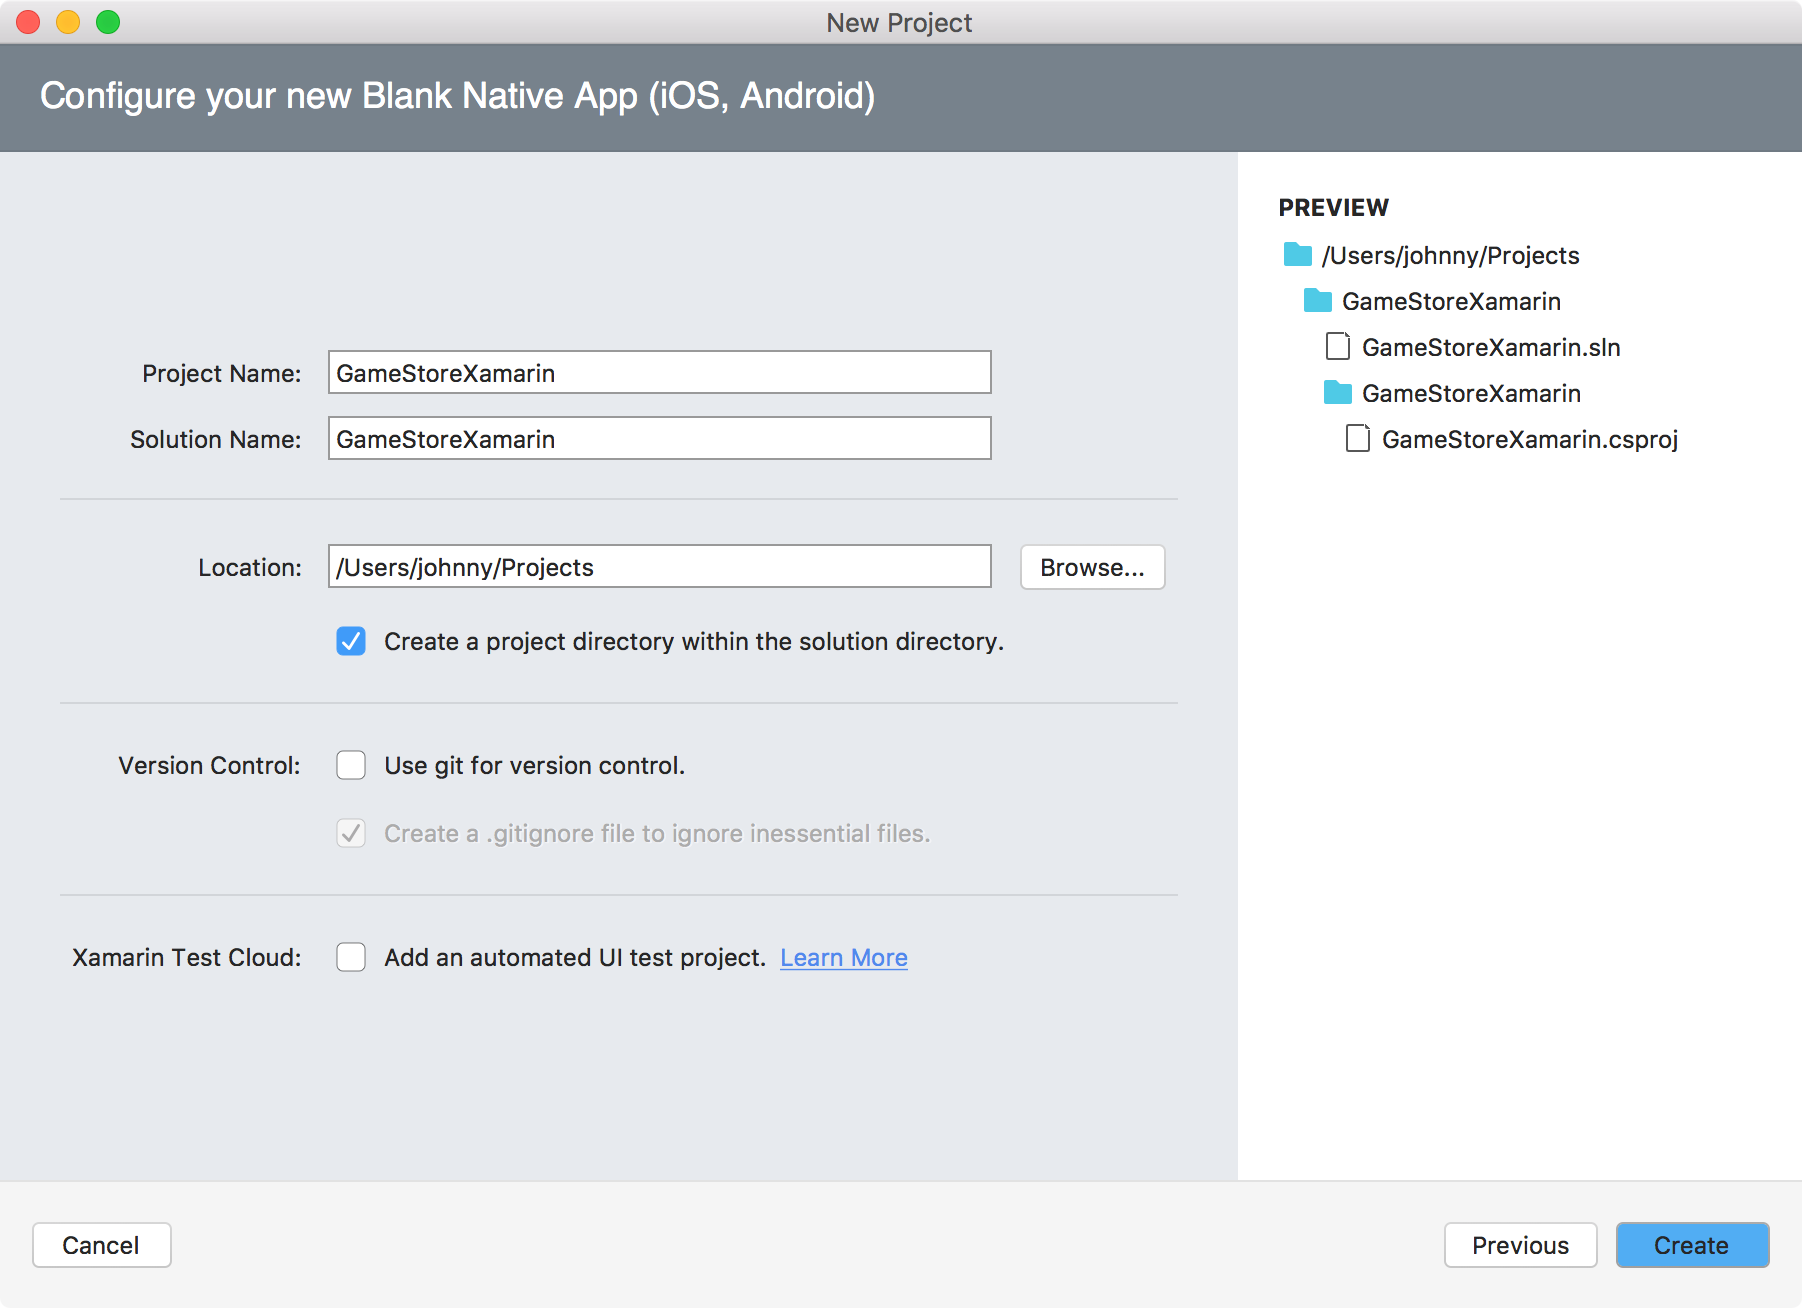 New Project
Configure your new Blank Native App (iOS, Android)
Project Name: GameStoreXamarin
Solution Name: GameStoreXamarin
Location: /Users/johnny/Projects Browse...
Create a project directory within the solution directory.
Version Control: Use git for version control.
Create a .gitignore file to ignore inessential files.
Xamarin Test Cloud: Add an automated UI test project. Learn More
PREVIEW
/Users/johnny/Projects
GameStoreXamarin
GameStoreXamarin.sln
GameStoreXamarin
GameStoreXamarin.csproj
Cancel Previous Create